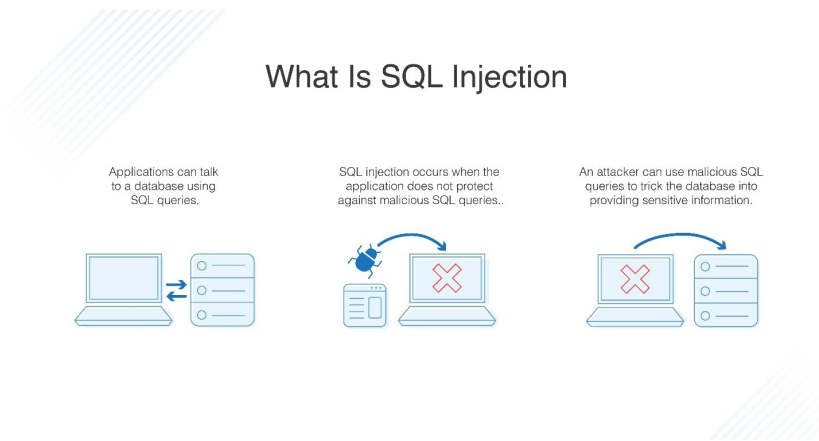 What Is SQL Injection
Applications can talk
to a database using
SQL queries.
SQL injection occurs when the
application does not protect
against malicious SQL queries..
An attacker can use malicious SQL
queries to trick the database into
providing sensitive information.